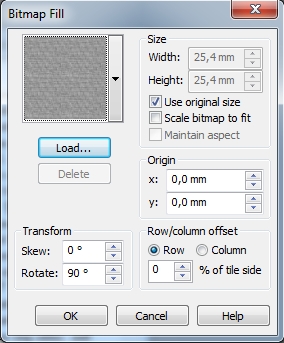 Bitmap Fill
Size
Width: 25,4 mm
Height: 25,4 mm
Use original size
Scale bitmap to fit
Maintain aspect
Load...
Delete
Origin
x: 0,0 mm
y: 0,0 mm
Transform
Skew: 0 °
Rotate: 90 °
Row/column offset
Row Column
0 % of tile side
OK Cancel Help